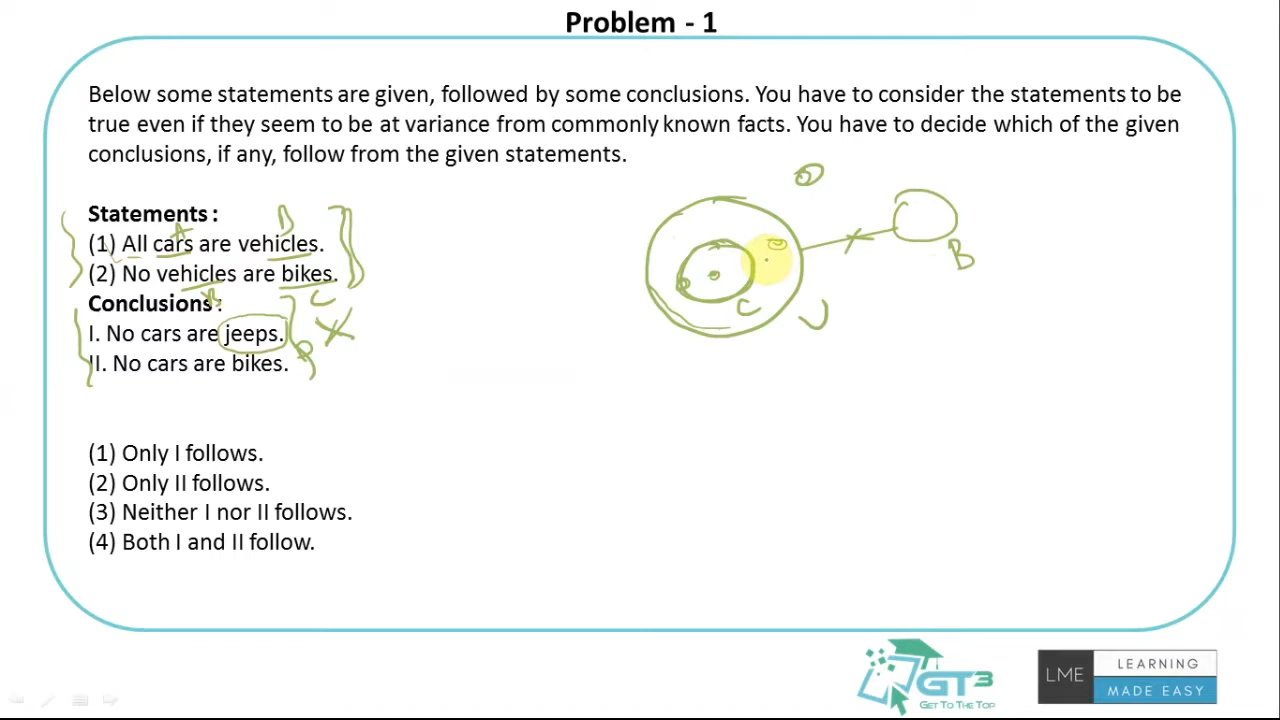 Problem - 1
Below some statements are given, followed by some conclusions. You have to consider the statements to be
true even if they seem to be at variance from commonly known facts. You have to decide which of the given
conclusions, if any, follow from the given statements.
Statements :
B
A
(1) All cars are vehicles.
(2) No vehicles are bikes.
B
C
Conclusions :
I. No cars are jeeps.
II. No cars are bikes.
C
U
B
(1) Only I follows.
(2) Only II follows.
(3) Neither I nor II follows.
(4) Both I and II follow.
GT3
GET TO THE TOP
LME
LEARNING
MADE EASY